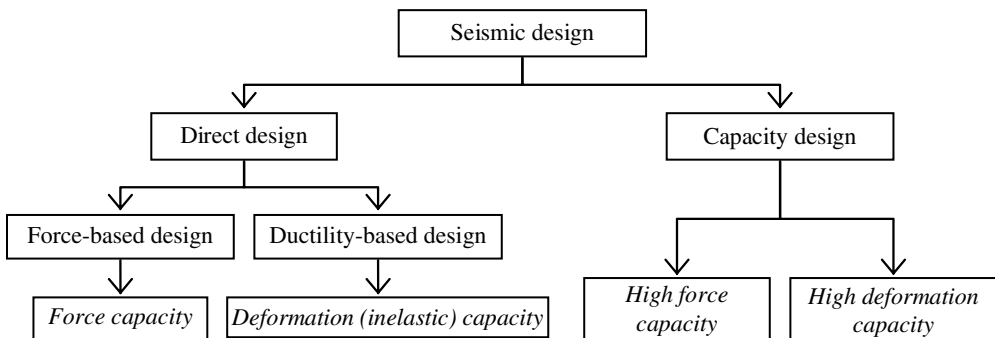 Seismic design
Direct design
Capacity design
Force-based design
Ductility-based design
Force capacity
Deformation (inelastic) capacity
High force
capacity
High deformation
capacity